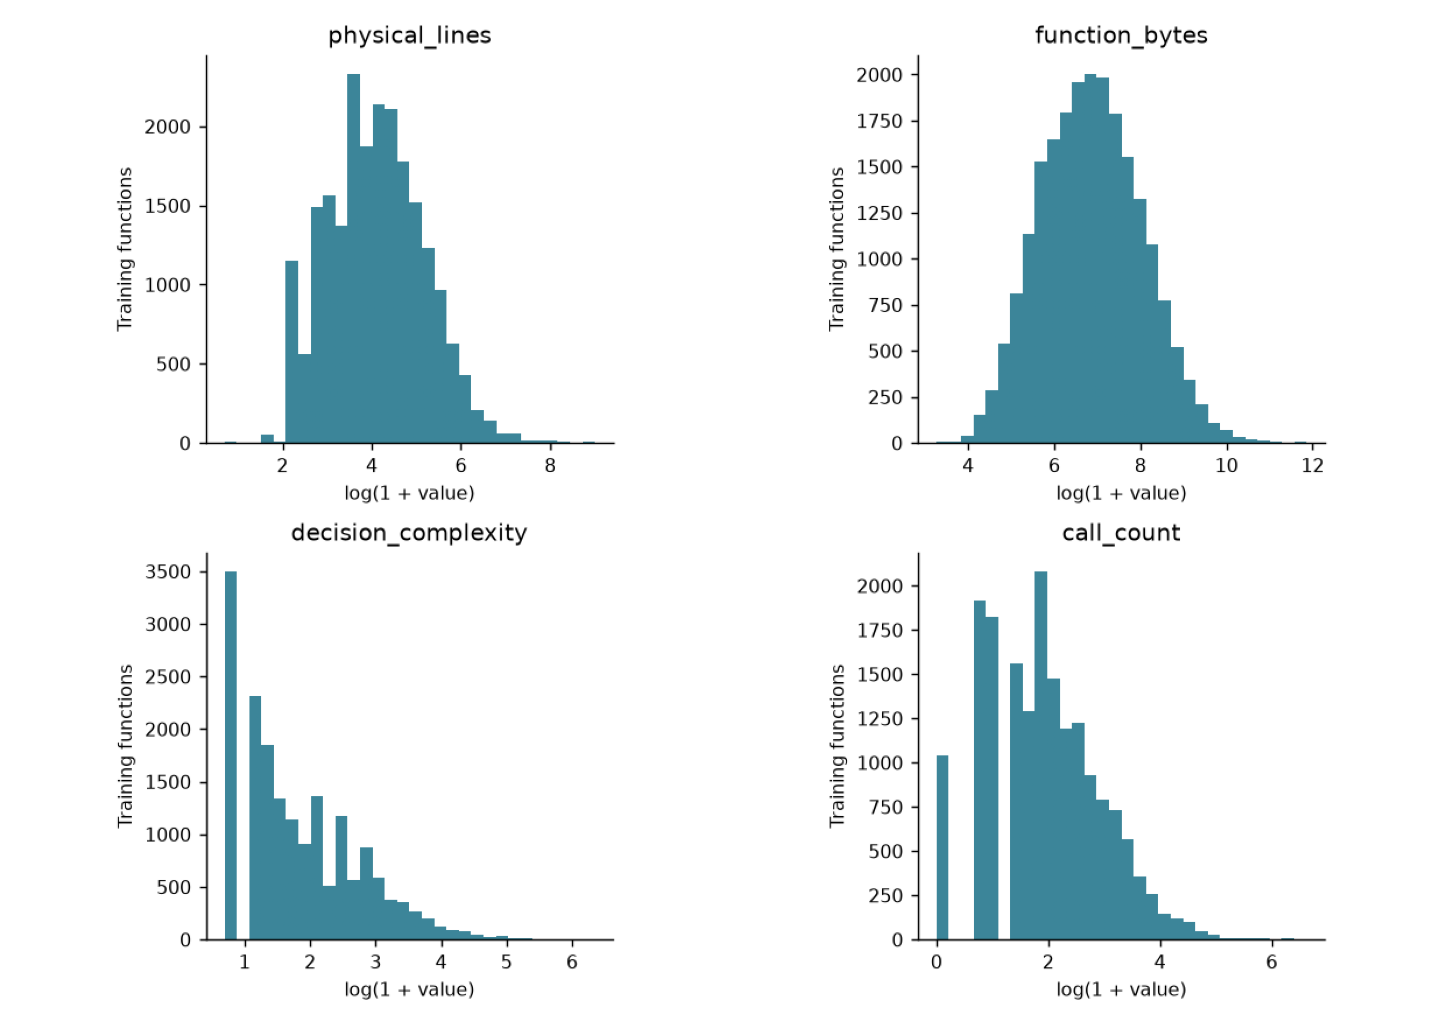 physical_lines
Training functions
2000
1500
1000
500
0
2 4 6 8
log(1 + value)
function_bytes
Training functions
2000
1750
1500
1250
1000
750
500
250
0
4 6 8 10 12
log(1 + value)
decision_complexity
Training functions
3500
3000
2500
2000
1500
1000
500
0
1 2 3 4 5 6
log(1 + value)
call_count
Training functions
2000
1750
1500
1250
1000
750
500
250
0
0 2 4 6
log(1 + value)